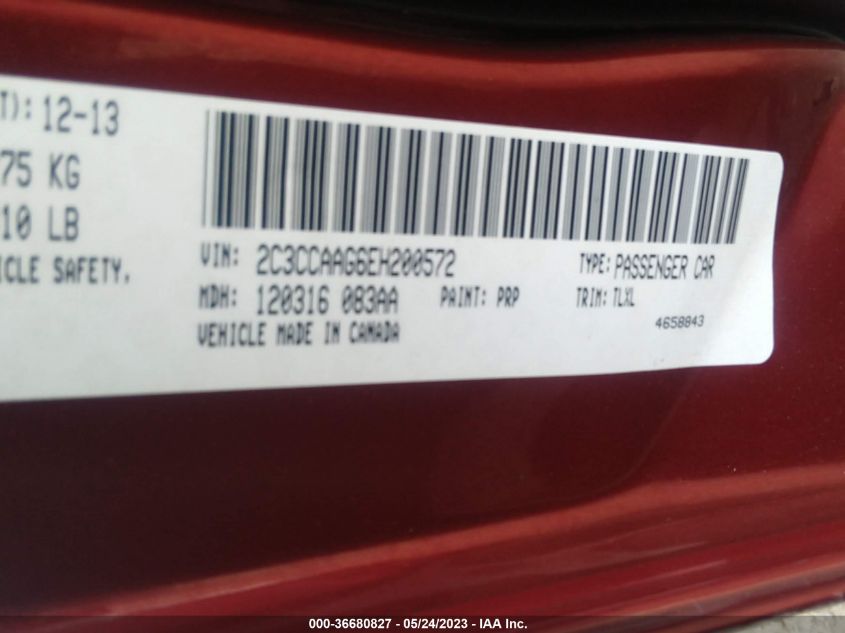 T): 12-13
75 KG
10 LB
ICLE SAFETY.
VIN: 2C3CCAAG6EH200572 TYPE: PASSENGER CAR
MDH: 120316 083AA PAINT: PRP TRIM: TLXL
VEHICLE MADE IN CANADA 4658843
000-36680827 - 05/24/2023 - IAA Inc.